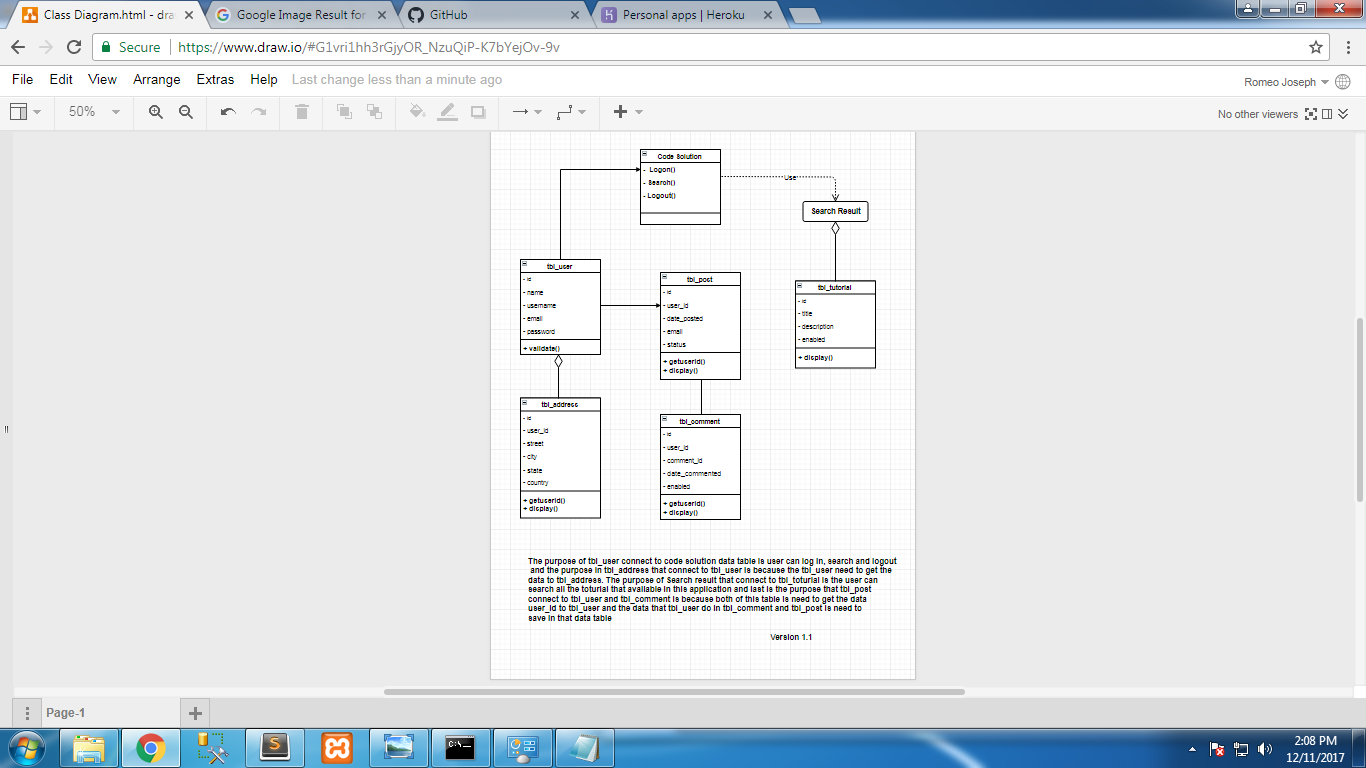 Class Diagram.html - dra
Google Image Result for
GitHub
Personal apps | Heroku
Secure
https://www.draw.io/#G1vri1hh3rGjyOR_NzuQiP-K7bYejOv-9v
File Edit View Arrange Extras Help Last change less than a minute ago
Romeo Joseph
50%
No other viewers
Code Solution
- Logon()
- Search()
- Logout()
Use
Search Result
tbl_user
- id
- name
- username
- email
- password
+ validate()
tbl_post
- id
- user_id
- date_posted
- email
- status
+ getuserid()
+ display()
tbl_tutorial
- id
- title
- description
- enabled
+ display()
tbl_address
- id
- user_id
- street
- city
- state
- country
+ getuserid()
+ display()
tbl_comment
- id
- user_id
- comment_id
- date_commented
- enabled
+ getuserid()
+ display()
The purpose of tbl_user connect to code solution data table is user can log in, search and logout
and the purpose in tbl_address that connect to tbl_user is because the tbl_user need to get the
data to tbl_address. The purpose of Search result that connect to tbl_toturial is the user can
search all the toturial that available in this application and last is the purpose that tbl_post
connect to tbl_user and tbl_comment is because both of this table is need to get the data
user_id to tbl_user and the data that tbl_user do in tbl_comment and tbl_post is need to
save in that data table
Version 1.1
Page-1
2:08 PM
12/11/2017